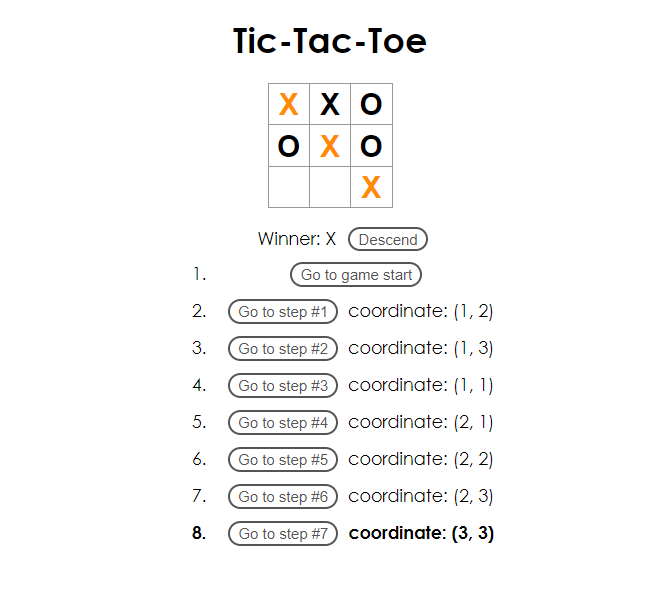 Tic-Tac-Toe
X X O
O X O
X
Winner: X Descend
1. Go to game start
2. Go to step #1 coordinate: (1, 2)
3. Go to step #2 coordinate: (1, 3)
4. Go to step #3 coordinate: (1, 1)
5. Go to step #4 coordinate: (2, 1)
6. Go to step #5 coordinate: (2, 2)
7. Go to step #6 coordinate: (2, 3)
8. Go to step #7 coordinate: (3, 3)